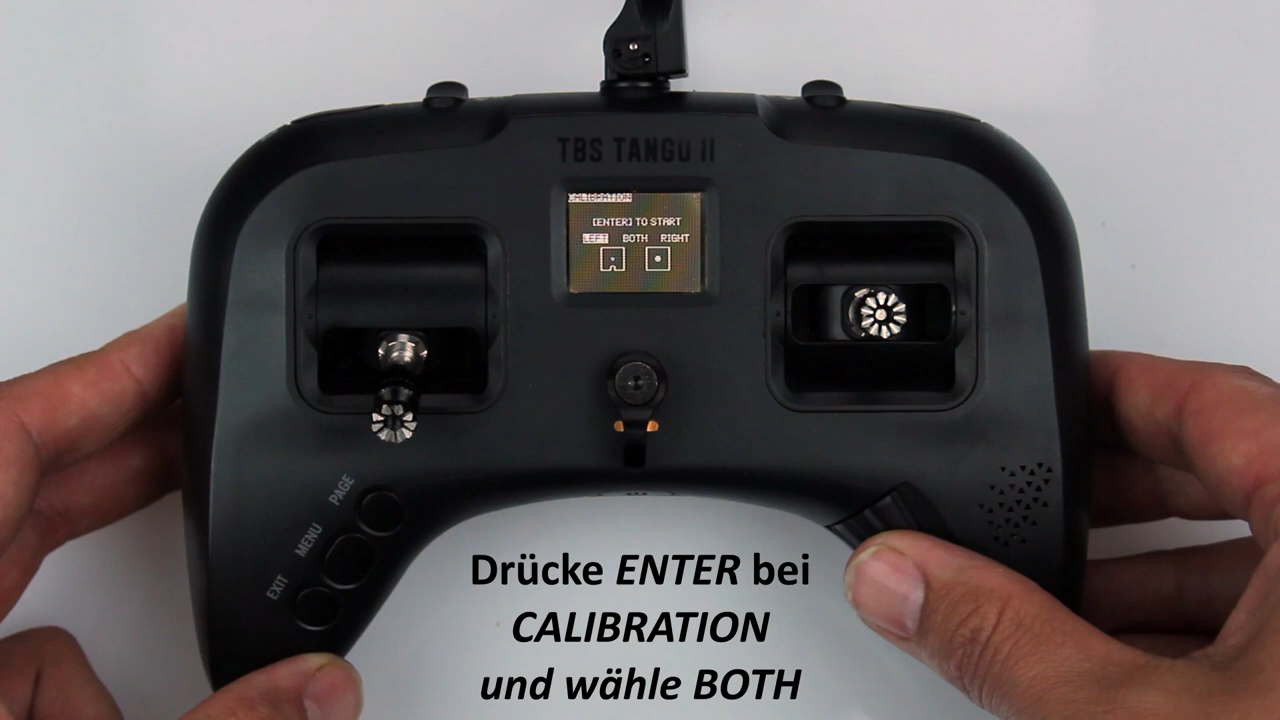 TBS TANGO II
CALIBRATION
[ENTER] TO START
LEFT BOTH RIGHT
PAGE
MENU
EXIT
Drücke ENTER bei
CALIBRATION
und wähle BOTH